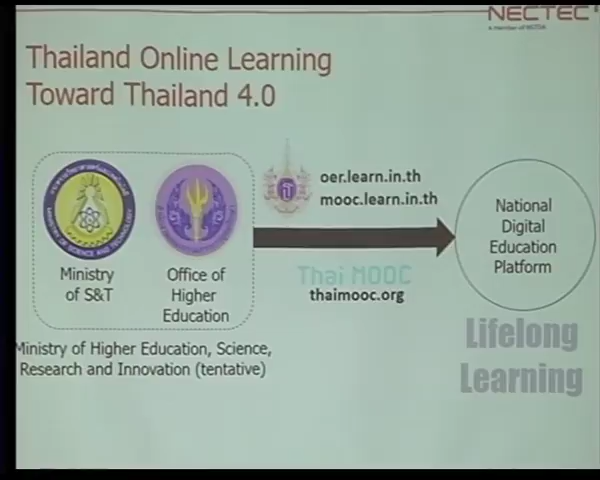 NECTEC
Thailand Online Learning
Toward Thailand 4.0
oer.learn.in.th
mooc.learn.in.th
Ministry
of S&T
Office of
Higher
Education
Thai MOOC
thaimooc.org
National
Digital
Education
Platform
Lifelong
Learning
Ministry of Higher Education, Science,
Research and Innovation (tentative)